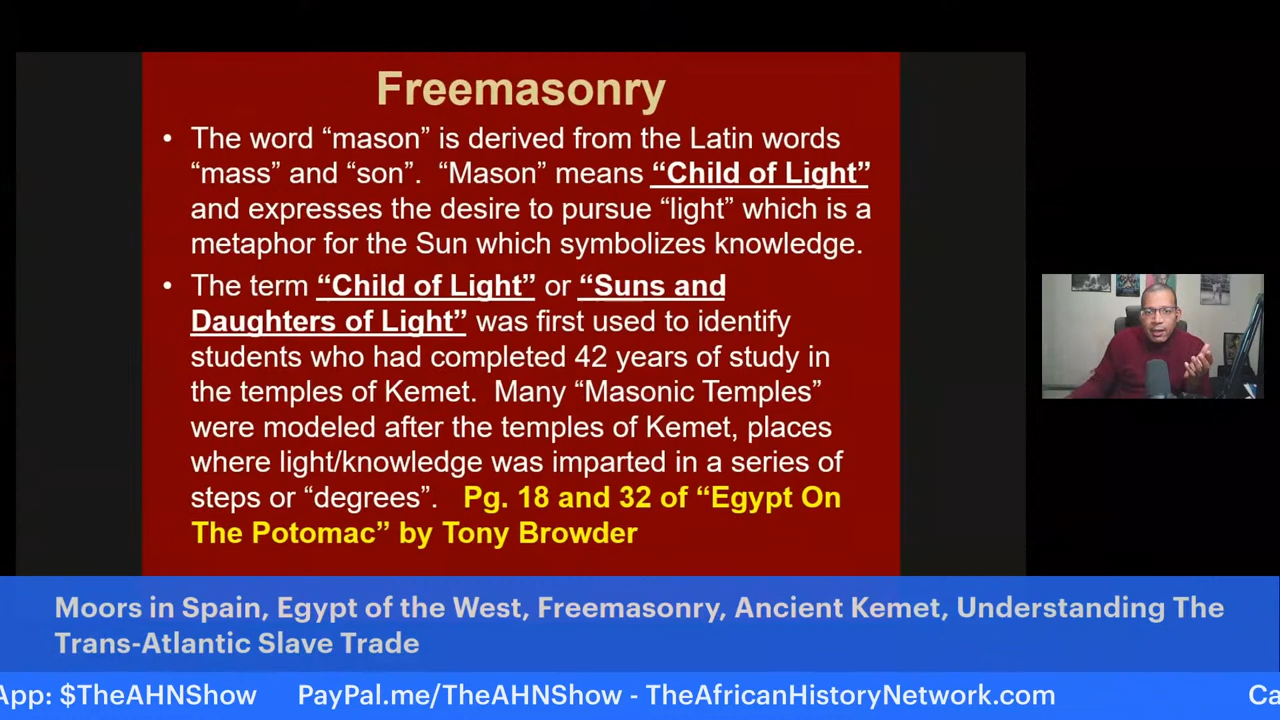 Freemasonry
• The word “mason” is derived from the Latin words
“mass” and “son”. “Mason” means “Child of Light”
and expresses the desire to pursue “light” which is a
metaphor for the Sun which symbolizes knowledge.
• The term “Child of Light” or “Suns and
Daughters of Light” was first used to identify
students who had completed 42 years of study in
the temples of Kemet. Many “Masonic Temples”
were modeled after the temples of Kemet, places
where light/knowledge was imparted in a series of
steps or “degrees”. Pg. 18 and 32 of “Egypt On
The Potomac” by Tony Browder
Moors in Spain, Egypt of the West, Freemasonry, Ancient Kemet, Understanding The
Trans-Atlantic Slave Trade
App: $TheAHNShow PayPal.me/TheAHNShow - TheAfricanHistoryNetwork.com Ca